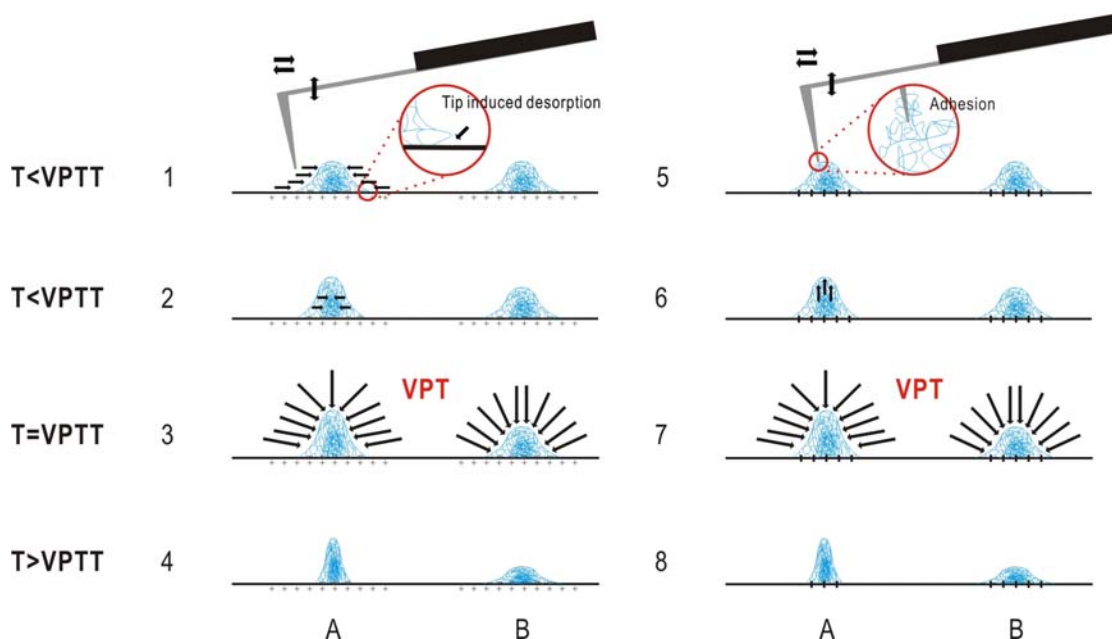 Tip induced desorption
Adhesion
T<VPTT 1 5
T<VPTT 2 6
VPT VPT
T=VPTT 3 7
T>VPTT 4 8
A B A B